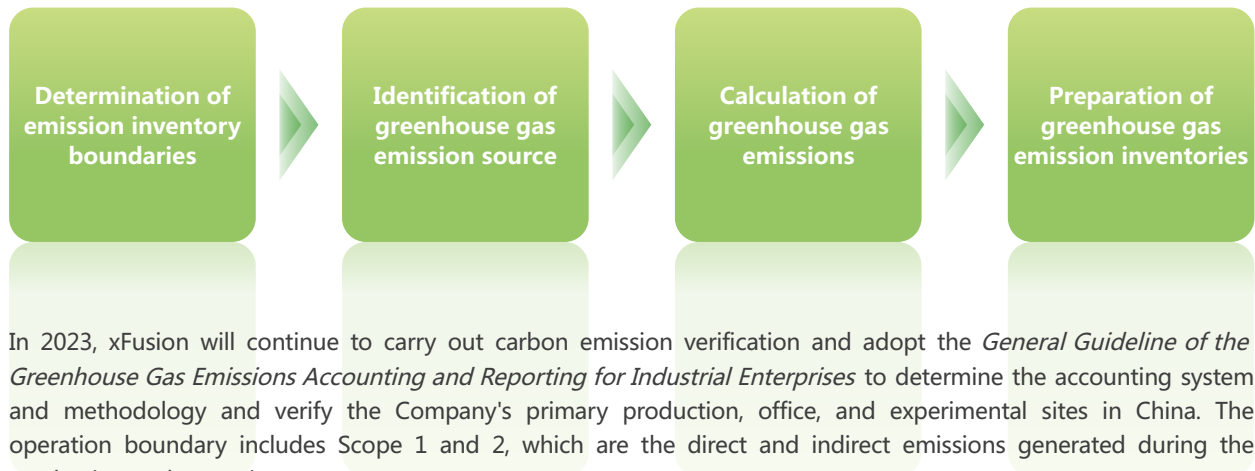 Determination of
emission inventory
boundaries
Identification of
greenhouse gas
emission source
Calculation of
greenhouse gas
emissions
Preparation of
greenhouse gas
emission inventories
In 2023, xFusion will continue to carry out carbon emission verification and adopt the General Guideline of the
Greenhouse Gas Emissions Accounting and Reporting for Industrial Enterprises to determine the accounting system
and methodology and verify the Company's primary production, office, and experimental sites in China. The
operation boundary includes Scope 1 and 2, which are the direct and indirect emissions generated during the